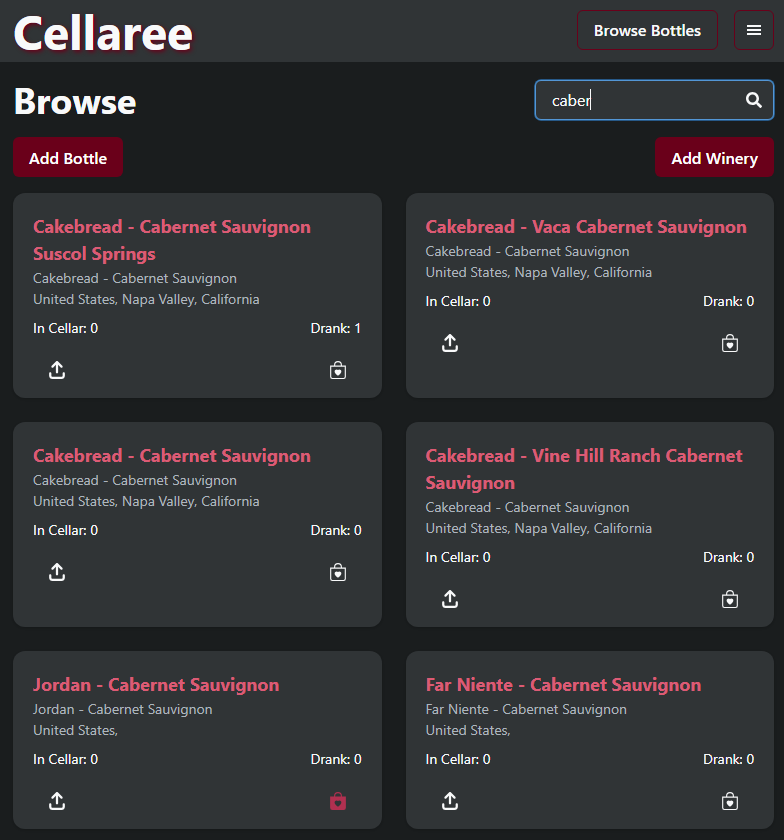 Cellaree
Browse Bottles
Browse
caber
Add Bottle
Add Winery
Cakebread - Cabernet Sauvignon
Suscol Springs
Cakebread - Cabernet Sauvignon
United States, Napa Valley, California
In Cellar: 0
Drank: 1
Cakebread - Vaca Cabernet Sauvignon
Cakebread - Cabernet Sauvignon
United States, Napa Valley, California
In Cellar: 0
Drank: 0
Cakebread - Cabernet Sauvignon
Cakebread - Cabernet Sauvignon
United States, Napa Valley, California
In Cellar: 0
Drank: 0
Cakebread - Vine Hill Ranch Cabernet
Sauvignon
Cakebread - Cabernet Sauvignon
United States, Napa Valley, California
In Cellar: 0
Drank: 0
Jordan - Cabernet Sauvignon
Jordan - Cabernet Sauvignon
United States,
In Cellar: 0
Drank: 0
Far Niente - Cabernet Sauvignon
Far Niente - Cabernet Sauvignon
United States,
In Cellar: 0
Drank: 0